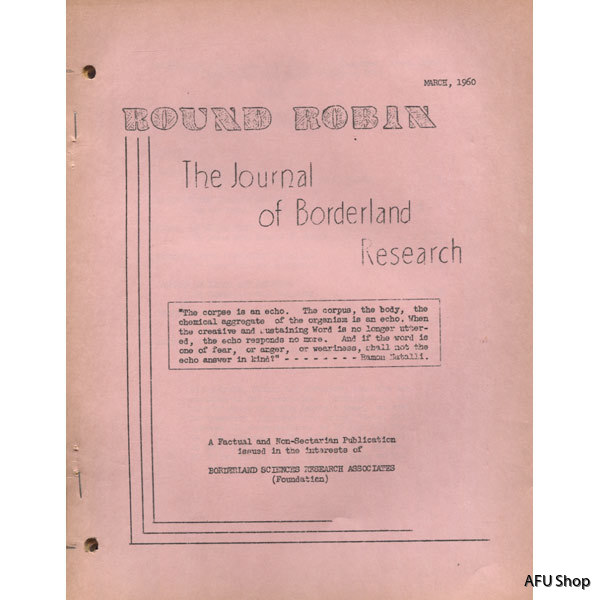 MARCH, 1960
ROUND ROBIN
The Journal
of Borderland
Research
"The corpse is an echo. The corpus, the body, the
chemical aggregate of the organism is an echo. When
the creative and sustaining Word is no longer utter-
ed, the echo responds no more. And if the word is
one of fear, or anger, or weariness, shall not the
echo answer in kind?" - - - - - - - - Ramon
A Factual and Non-Sectarian Publication
issued in the interests of
BORDERLAND SCIENCES RESEARCH ASSOCIATES
(Foundation)
AFU Shop